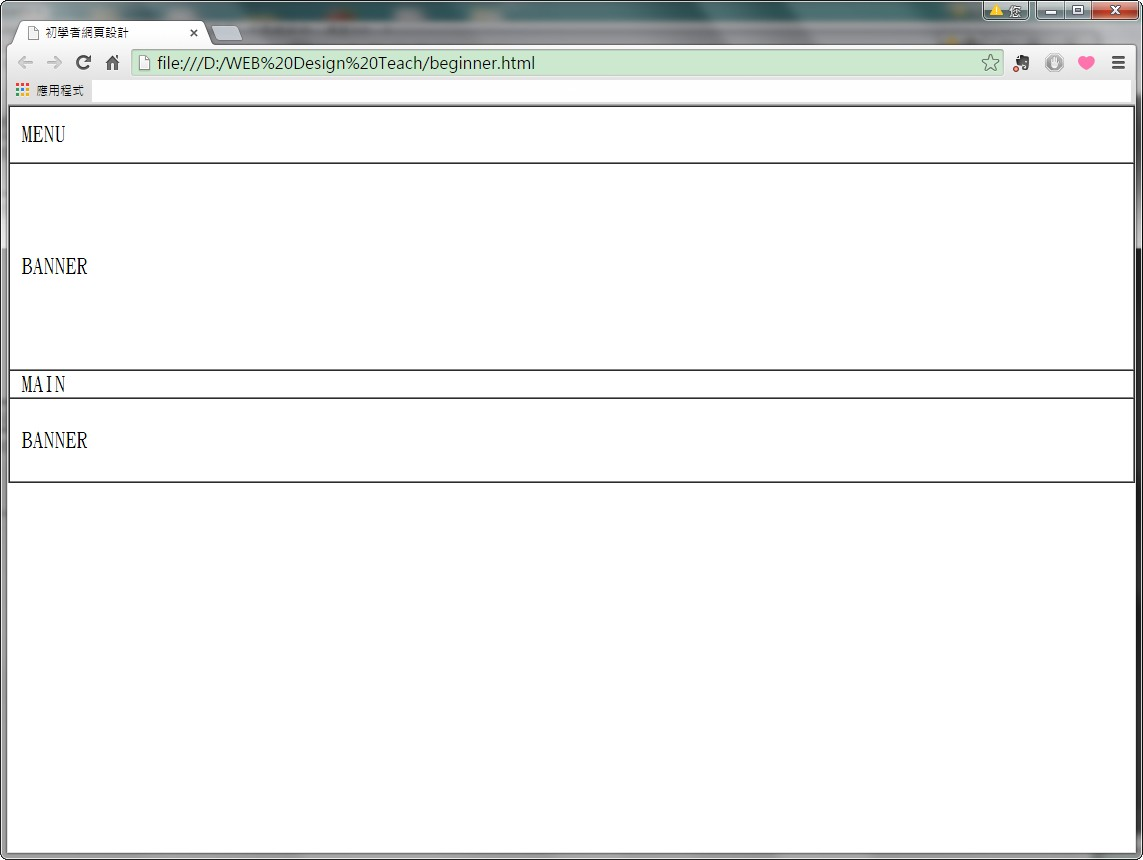 您
初學者網頁設計
file:///D:/WEB%20Design%20Teach/beginner.html
應用程式
MENU
BANNER
MAIN
BANNER